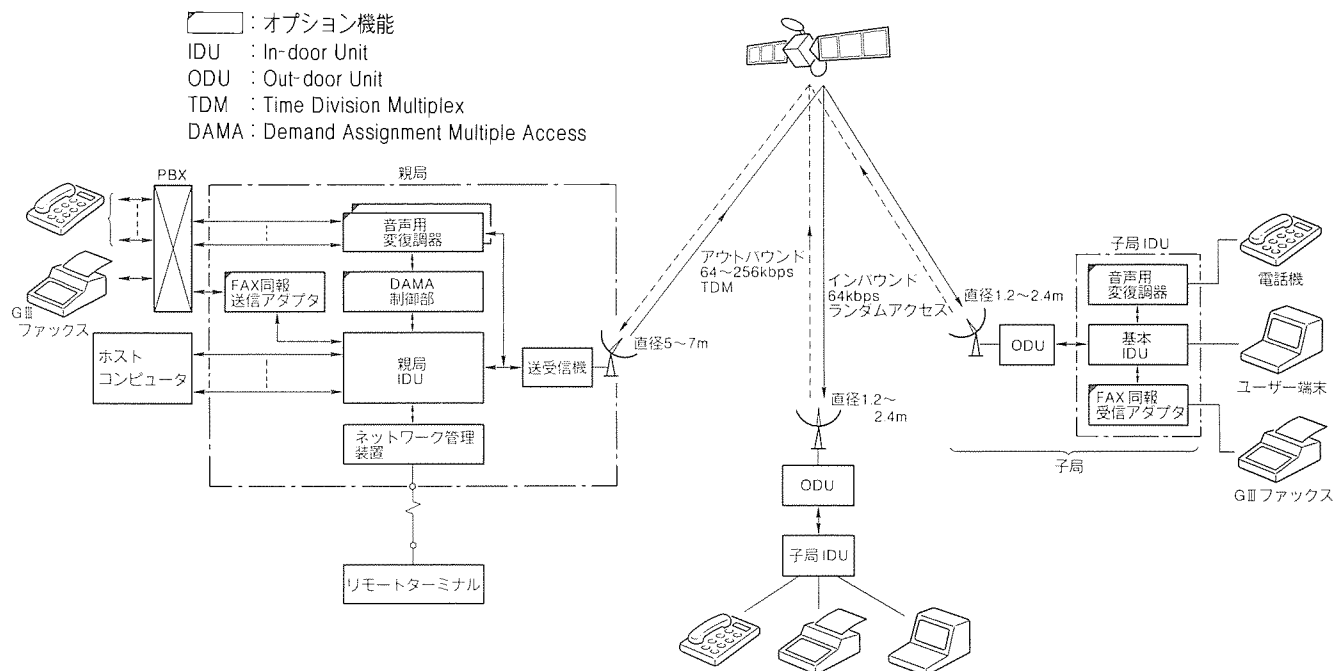 : オプション機能
IDU : In-door Unit
ODU : Out-door Unit
TDM : Time Division Multiplex
DAMA : Demand Assignment Multiple Access
PBX
親局
音声用
変復調器
FAX同報
送信アダプタ
DAMA
制御部
GⅢ
ファックス
ホスト
コンピュータ
親局
IDU
送受信機
直径5~7m
ネットワーク管理
装置
リモートターミナル
アウトバウンド
64~256kbps
TDM
インバウンド
64kbps
ランダムアクセス
直径1.2~2.4m
直径1.2~
2.4m
ODU
子局IDU
ODU
子局IDU
音声用
変復調器
基本
IDU
FAX同報
受信アダプタ
子局
電話機
ユーザー端末
GⅢファックス